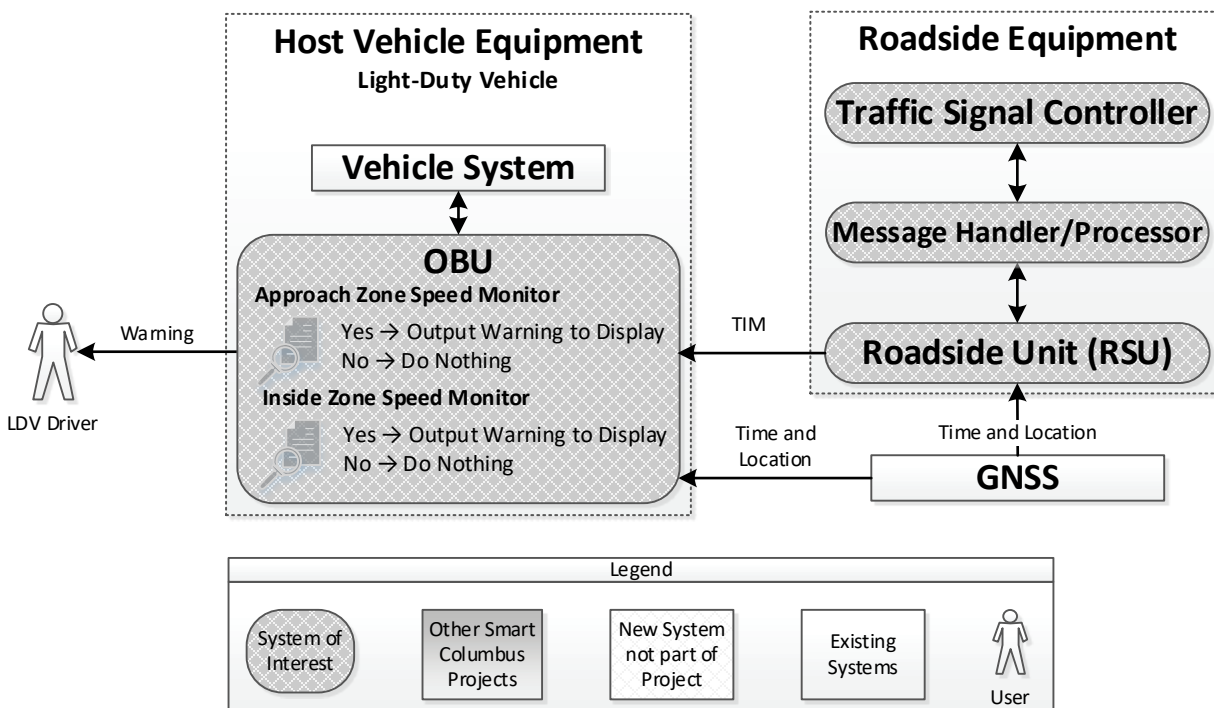 Host Vehicle Equipment
Light-Duty Vehicle
Vehicle System
OBU
Approach Zone Speed Monitor
Yes → Output Warning to Display
No → Do Nothing
Inside Zone Speed Monitor
Yes → Output Warning to Display
No → Do Nothing
Warning
LDV Driver
TIM
Time and
Location
Roadside Equipment
Traffic Signal Controller
Message Handler/Processor
Roadside Unit (RSU)
Time and Location
GNSS
Legend
System of
Interest
Other Smart
Columbus
Projects
New System
not part of
Project
Existing
Systems
User